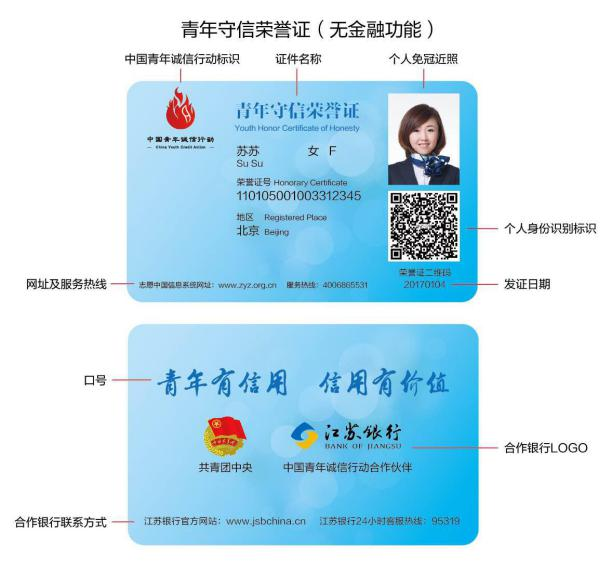 青年守信荣誉证（无金融功能）
中国青年诚信行动标识
证件名称
个人免冠近照
青年守信荣誉证
Youth Honor Certificate of Honesty
中国青年诚信行动
China Youth Credit Action
苏苏 女 F
Su Su
荣誉证号 Honorary Certificate
110105001003312345
地区 Registered Place
北京 Beijing
个人身份识别标识
荣誉证二维码
20170104
发证日期
网址及服务热线
志愿中国信息系统网址：www.zyz.org.cn 服务热线：4006865531
口号
青年有信用 信用有价值
江苏银行
BANK OF JIANGSU
合作银行LOGO
共青团中央
中国青年诚信行动合作伙伴
合作银行联系方式
江苏银行官方网站：www.jsbchina.cn 江苏银行24小时客服热线：95319